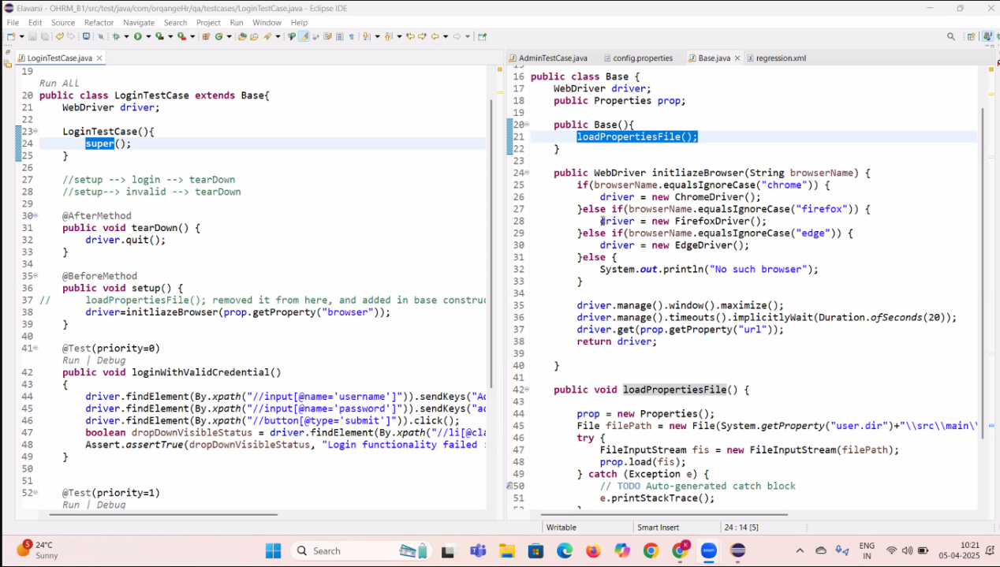 Elavarsi - OHRM_B1/src/test/java/com/orqangeHr/qa/testcases/LoginTestCase.java - Eclipse IDE
File Edit Source Refactor Navigate Search Project Run Window Help
LoginTestCase.java
19
Run All
20 public class LoginTestCase extends Base{
21 WebDriver driver;
22
23 LoginTestCase(){
24 super();
25 }
26
27 //setup --> login --> tearDown
28 //setup--> invalid --> tearDown
29
30 @AfterMethod
31 public void tearDown() {
32 driver.quit();
33 }
34
35 @BeforeMethod
36 public void setup() {
37 // loadPropertiesFile(); removed it from here, and added in base construc
38 driver=initliazeBrowser(prop.getProperty("browser"));
39 }
40
41 @Test(priority=0)
Run | Debug
42 public void loginWithValidCredential()
43 {
44 driver.findElement(By.xpath("//input[@name='username']")).sendKeys("Ad
45 driver.findElement(By.xpath("//input[@name='password']")).sendKeys("ad
46 driver.findElement(By.xpath("//button[@type='submit']")).click();
47 boolean dropDownVisibleStatus = driver.findElement(By.xpath("//li[@cla
48 Assert.assertTrue(dropDownVisibleStatus, "Login functionality failed
49 }
50
51
52 @Test(priority=1)
Run | Debug
AdminTestCase.java config.properties Base.java regression.xml
15
16 public class Base {
17 WebDriver driver;
18 public Properties prop;
19
20 public Base(){
21 loadPropertiesFile();
22 }
23
24 public WebDriver initliazeBrowser(String browserName) {
25 if(browserName.equalsIgnoreCase("chrome")) {
26 driver = new ChromeDriver();
27 }else if(browserName.equalsIgnoreCase("firefox")) {
28 driver = new FirefoxDriver();
29 }else if(browserName.equalsIgnoreCase("edge")) {
30 driver = new EdgeDriver();
31 }else {
32 System.out.println("No such browser");
33 }
34
35 driver.manage().window().maximize();
36 driver.manage().timeouts().implicitlyWait(Duration.ofSeconds(20));
37 driver.get(prop.getProperty("url"));
38 return driver;
39
40 }
41
42 public void loadPropertiesFile() {
43
44 prop = new Properties();
45 File filePath = new File(System.getProperty("user.dir")+"\\src\\main\
46 try {
47 FileInputStream fis = new FileInputStream(filePath);
48 prop.load(fis);
49 } catch (Exception e) {
50 // TODO Auto-generated catch block
51 e.printStackTrace();
Writable Smart Insert 24 : 14 [5]
5
24°C
Sunny
Search
zoom
K
ENG
IN
10:21
05-04-2025